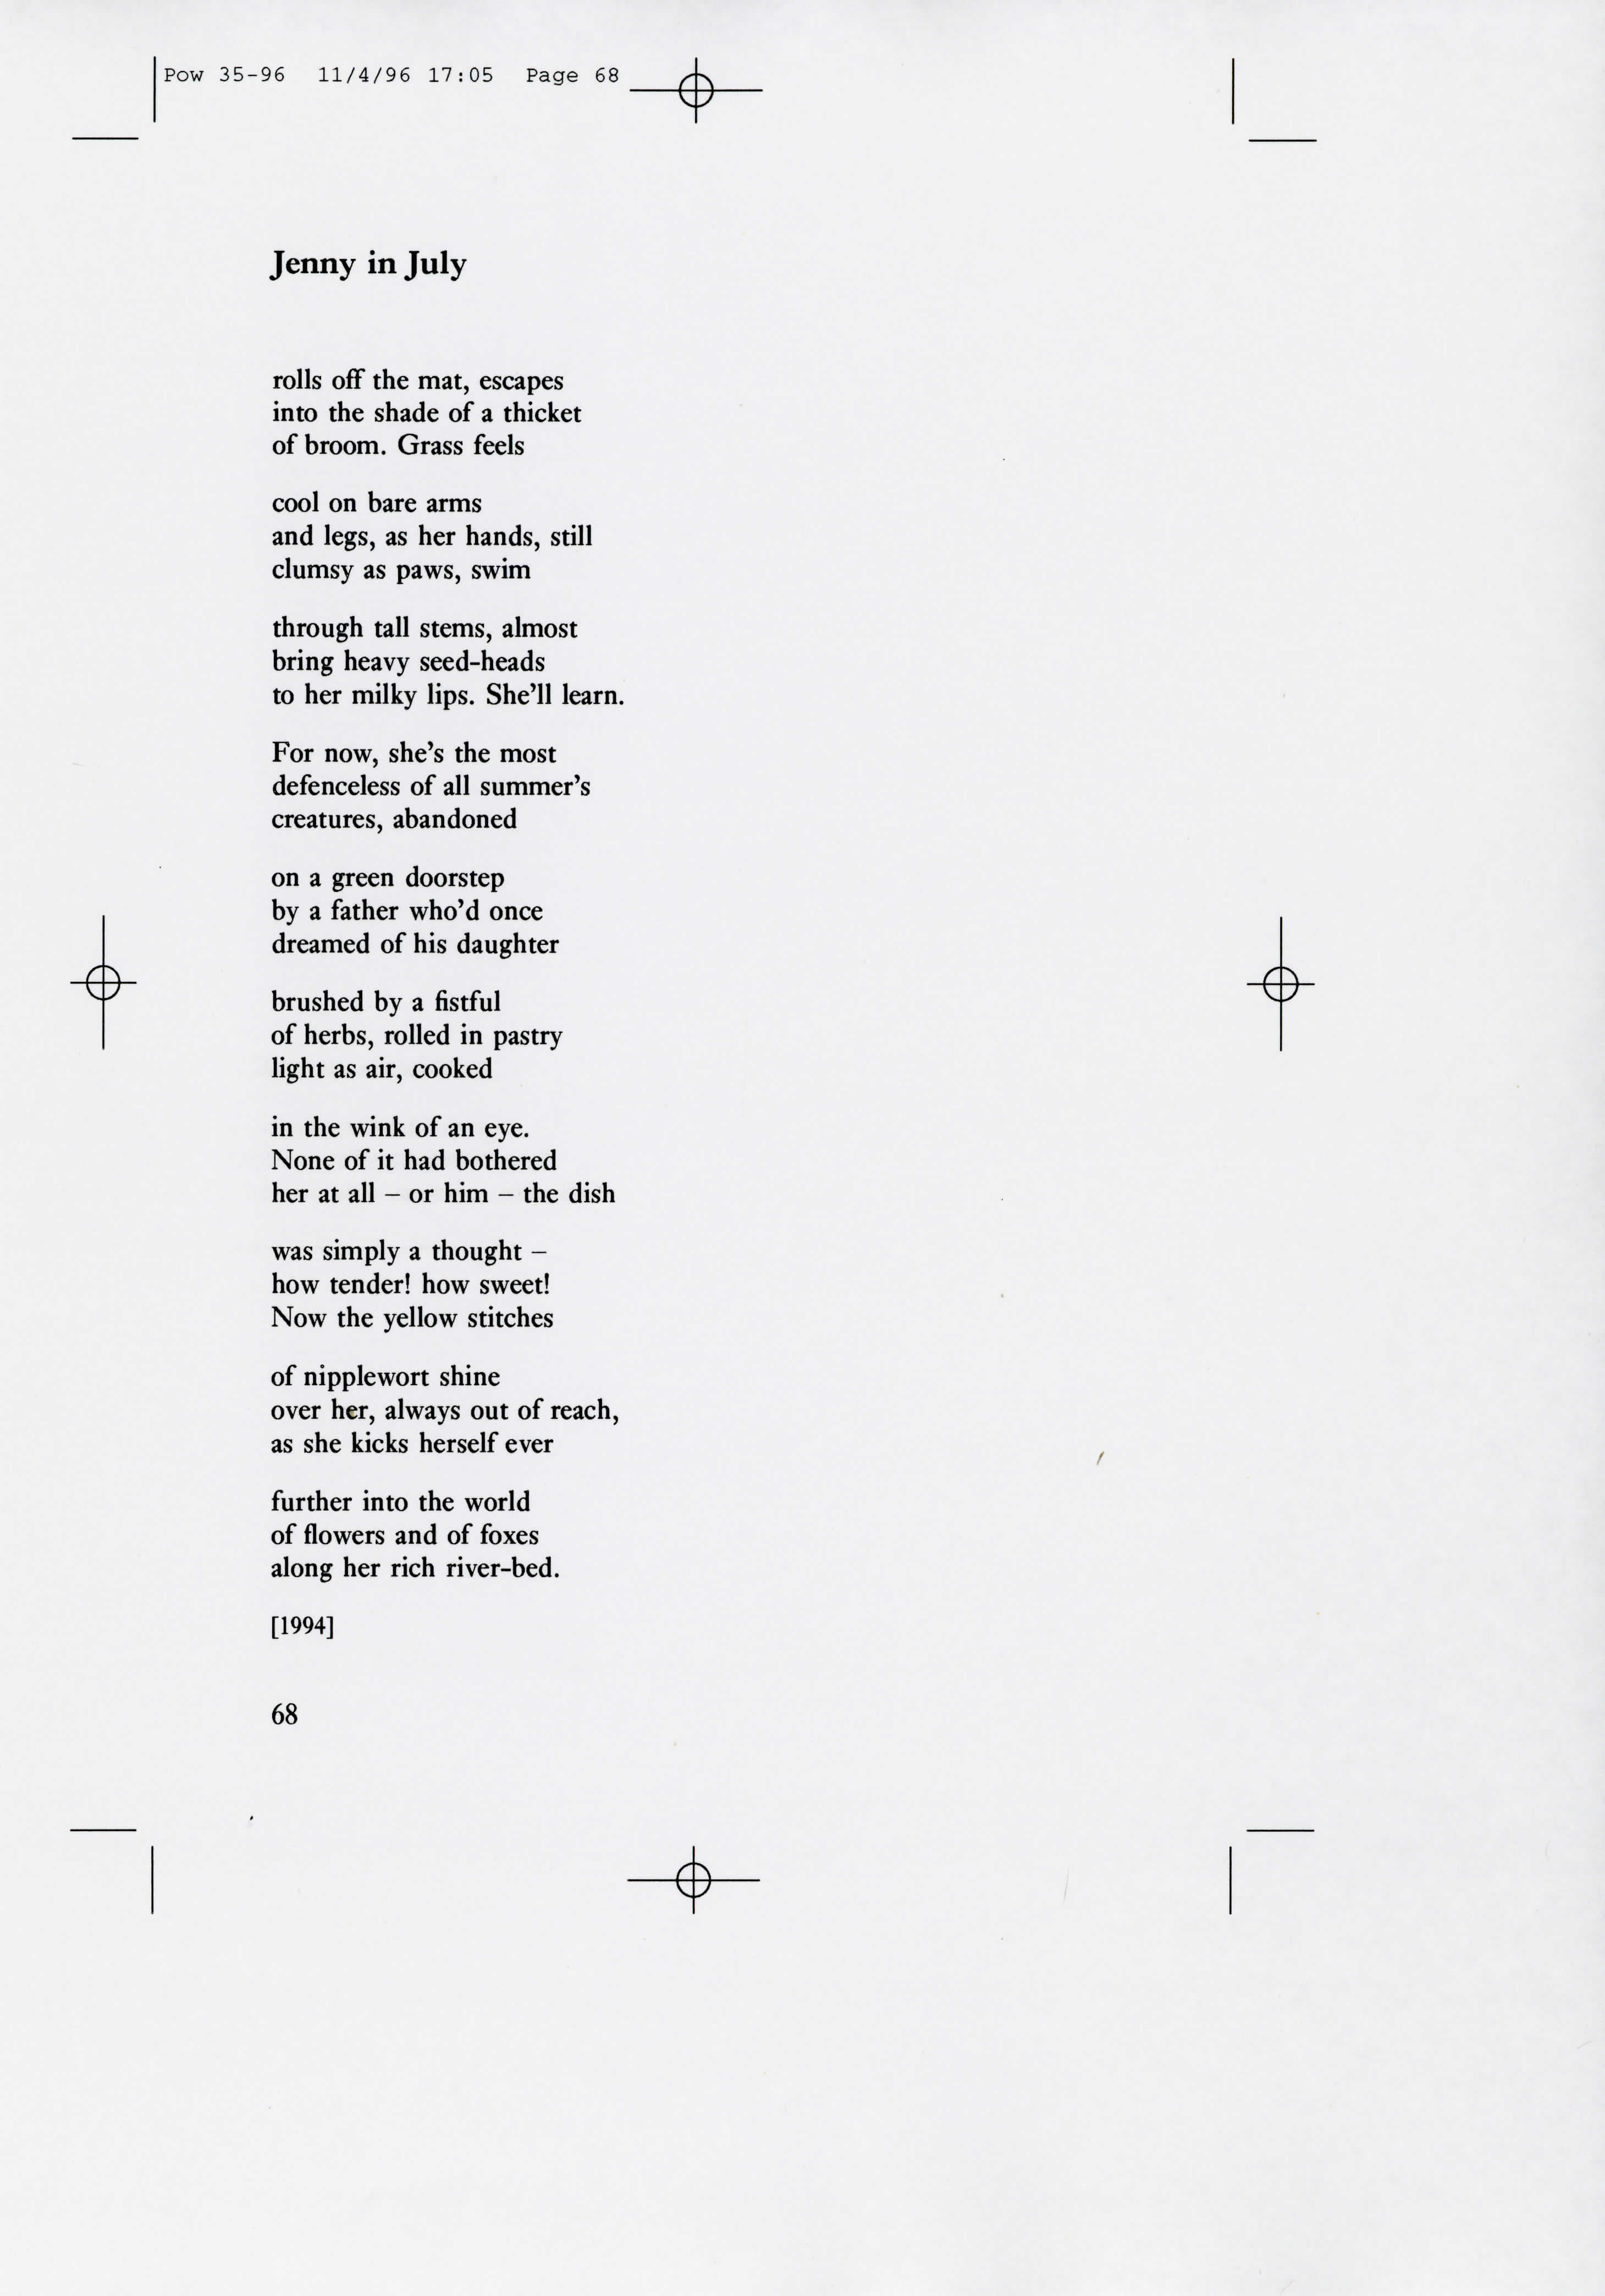 Pow 35-96 11/4/96 17:05 Page 68
Jenny in July
rolls off the mat, escapes
into the shade of a thicket
of broom. Grass feels
cool on bare arms
and legs, as her hands, still
clumsy as paws, swim
through tall stems, almost
bring heavy seed-heads
to her milky lips. She’ll learn.
For now, she’s the most
defenceless of all summer’s
creatures, abandoned
on a green doorstep
by a father who’d once
dreamed of his daughter
brushed by a fistful
of herbs, rolled in pastry
light as air, cooked
in the wink of an eye.
None of it had bothered
her at all – or him – the dish
was simply a thought –
how tender! how sweet!
Now the yellow stitches
of nipplewort shine
over her, always out of reach,
as she kicks herself ever
further into the world
of flowers and of foxes
along her rich river-bed.
[1994]
68